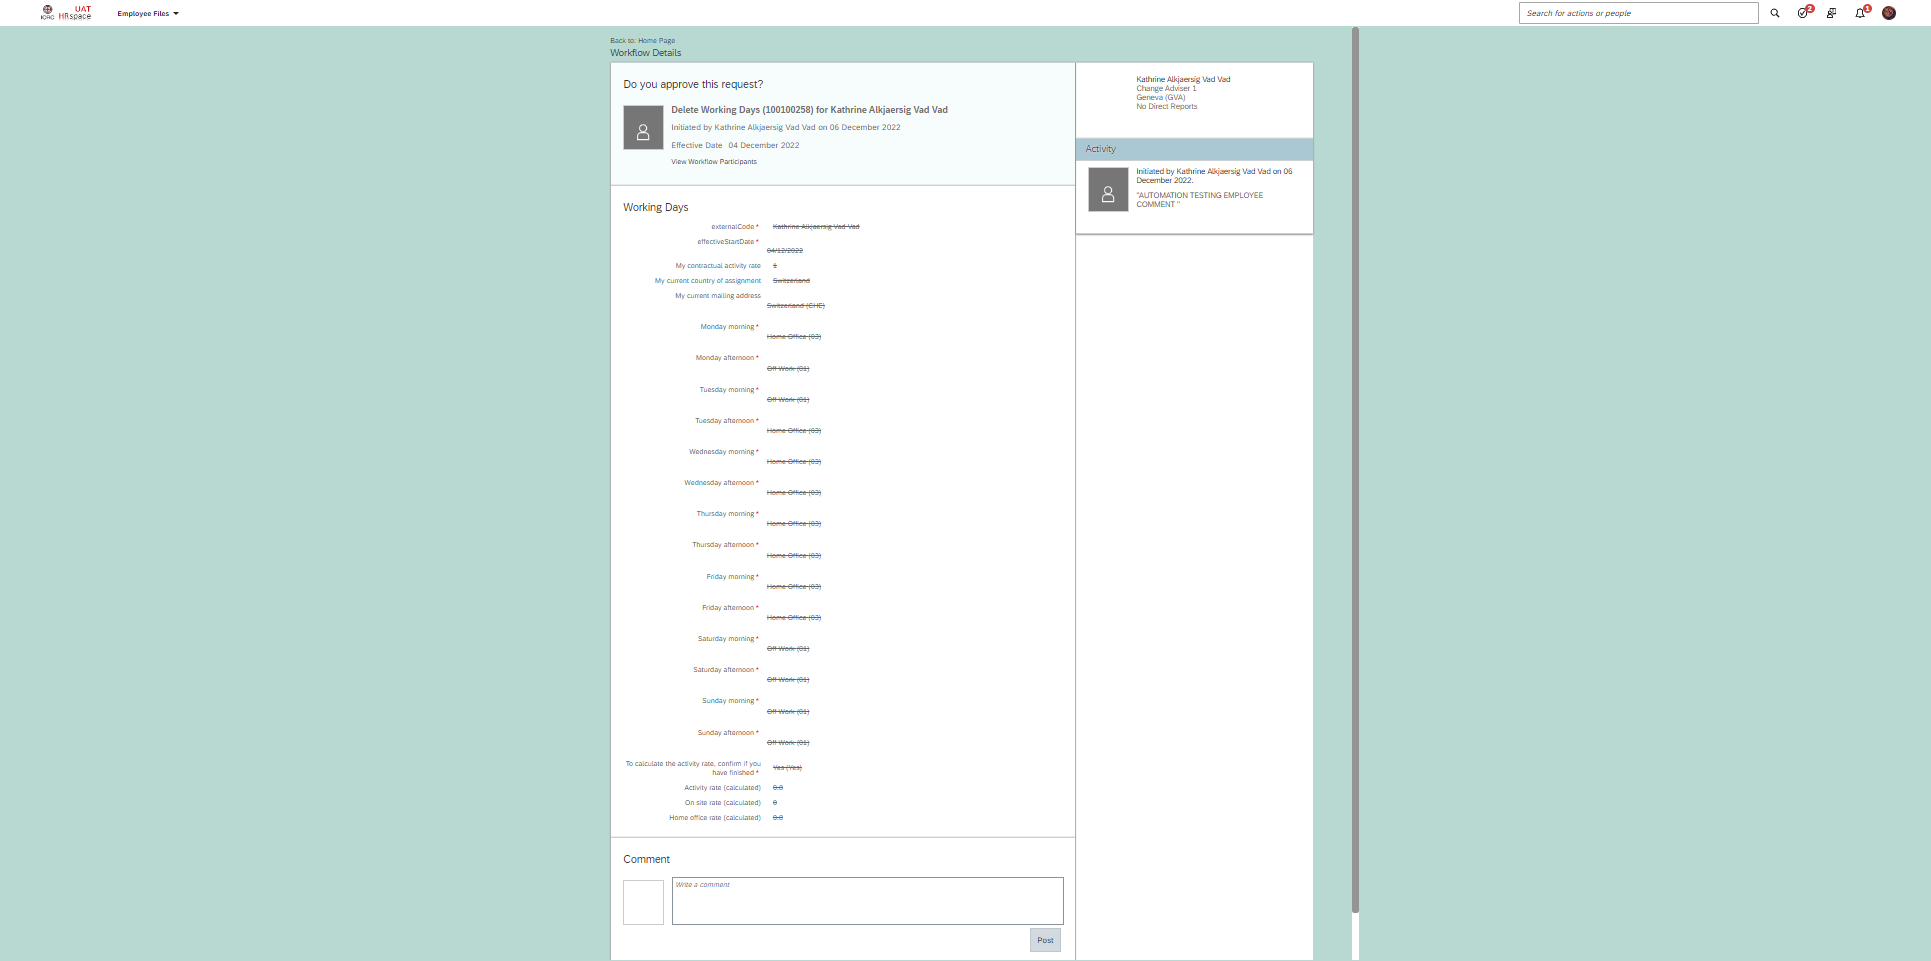 ICRC
UAT
HRspace
Employee Files
Search for actions or people
2
1
Back to: Home Page
Workflow Details
Do you approve this request?
Delete Working Days (100100258) for Kathrine Alkjaersig Vad Vad
Initiated by Kathrine Alkjaersig Vad Vad on 06 December 2022
Effective Date 04 December 2022
View Workflow Participants
Working Days
externalCode * Kathrine Alkjaersig Vad Vad
effectiveStartDate *
04/12/2022
My contractual activity rate 1
My current country of assignment Switzerland
My current mailing address
Switzerland (CHE)
Monday morning *
Home Office (03)
Monday afternoon *
Off Work (01)
Tuesday morning *
Off Work (01)
Tuesday afternoon *
Home Office (03)
Wednesday morning *
Home Office (03)
Wednesday afternoon *
Home Office (03)
Thursday morning *
Home Office (03)
Thursday afternoon *
Home Office (03)
Friday morning *
Home Office (03)
Friday afternoon *
Home Office (03)
Saturday morning *
Off Work (01)
Saturday afternoon *
Off Work (01)
Sunday morning *
Off Work (01)
Sunday afternoon *
Off Work (01)
To calculate the activity rate, confirm if you
have finished * Yes (Yes)
Activity rate (calculated) 0.8
On site rate (calculated) 0
Home office rate (calculated) 0.8
Comment
Write a comment
Post
Kathrine Alkjaersig Vad Vad
Change Adviser 1
Geneva (GVA)
No Direct Reports
Activity
Initiated by Kathrine Alkjaersig Vad Vad on 06
December 2022.
"AUTOMATION TESTING EMPLOYEE
COMMENT "